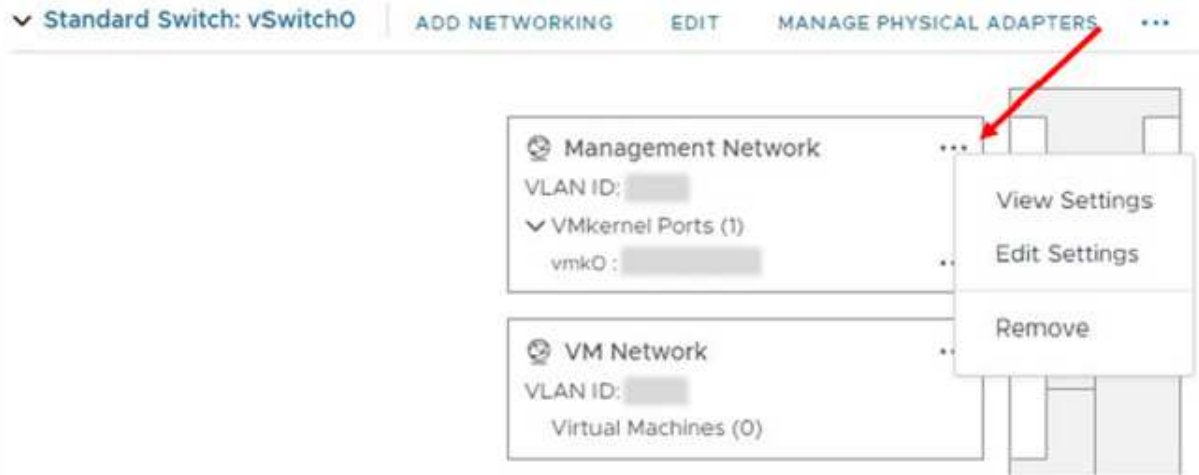 Standard Switch: vSwitch0 ADD NETWORKING EDIT MANAGE PHYSICAL ADAPTERS ...
Management Network ...
VLAN ID:
View Settings
VMkernel Ports (1)
Edit Settings
vmk0 : ..
Remove
VM Network ..
VLAN ID:
Virtual Machines (0)